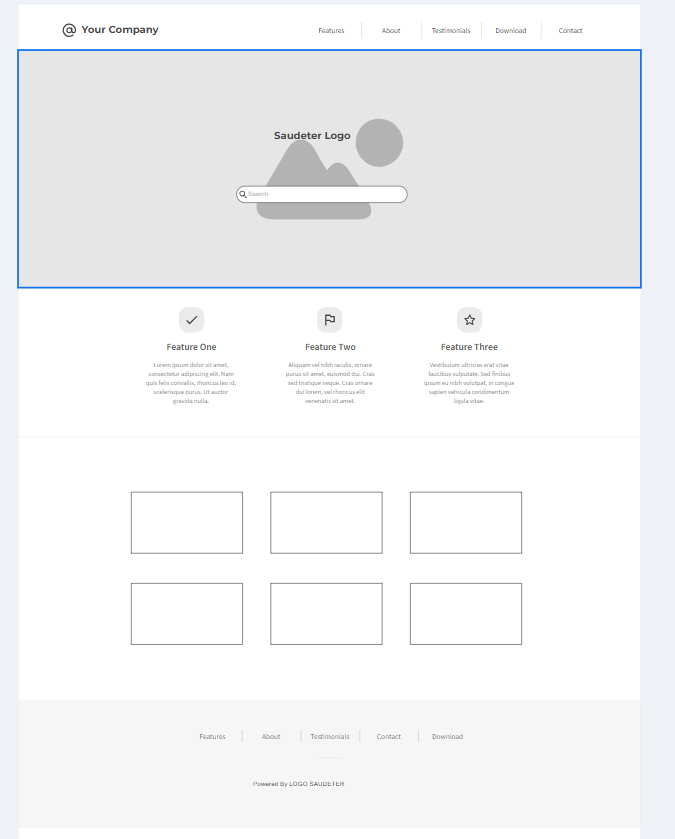 @ Your Company
Features
About
Testimonials
Download
Contact
Saudeter Logo
Search
Feature One
Feature Two
Feature Three
Lorem ipsum dolor sit amet,
consectetur adipiscing elit. Nam
quis felis convallis, rhoncus leo id,
scelerisque purus. Ut auctor
gravida nulla.
Aliquam vel nibh iaculis, ornare
purus sit amet, euismod dui. Cras
sed tristique neque. Cras ornare
dui lorem, vel rhoncus elit
venenatis sit amet.
Vestibulum ultricies erat vitae
faucibus vulputate. Sed finibus
ipsum eu nibh volutpat, in congue
sapien vehicula condimentum
ligula vitae.
Features
About
Testimonials
Contact
Download
Powered By LOGO SAUDETER